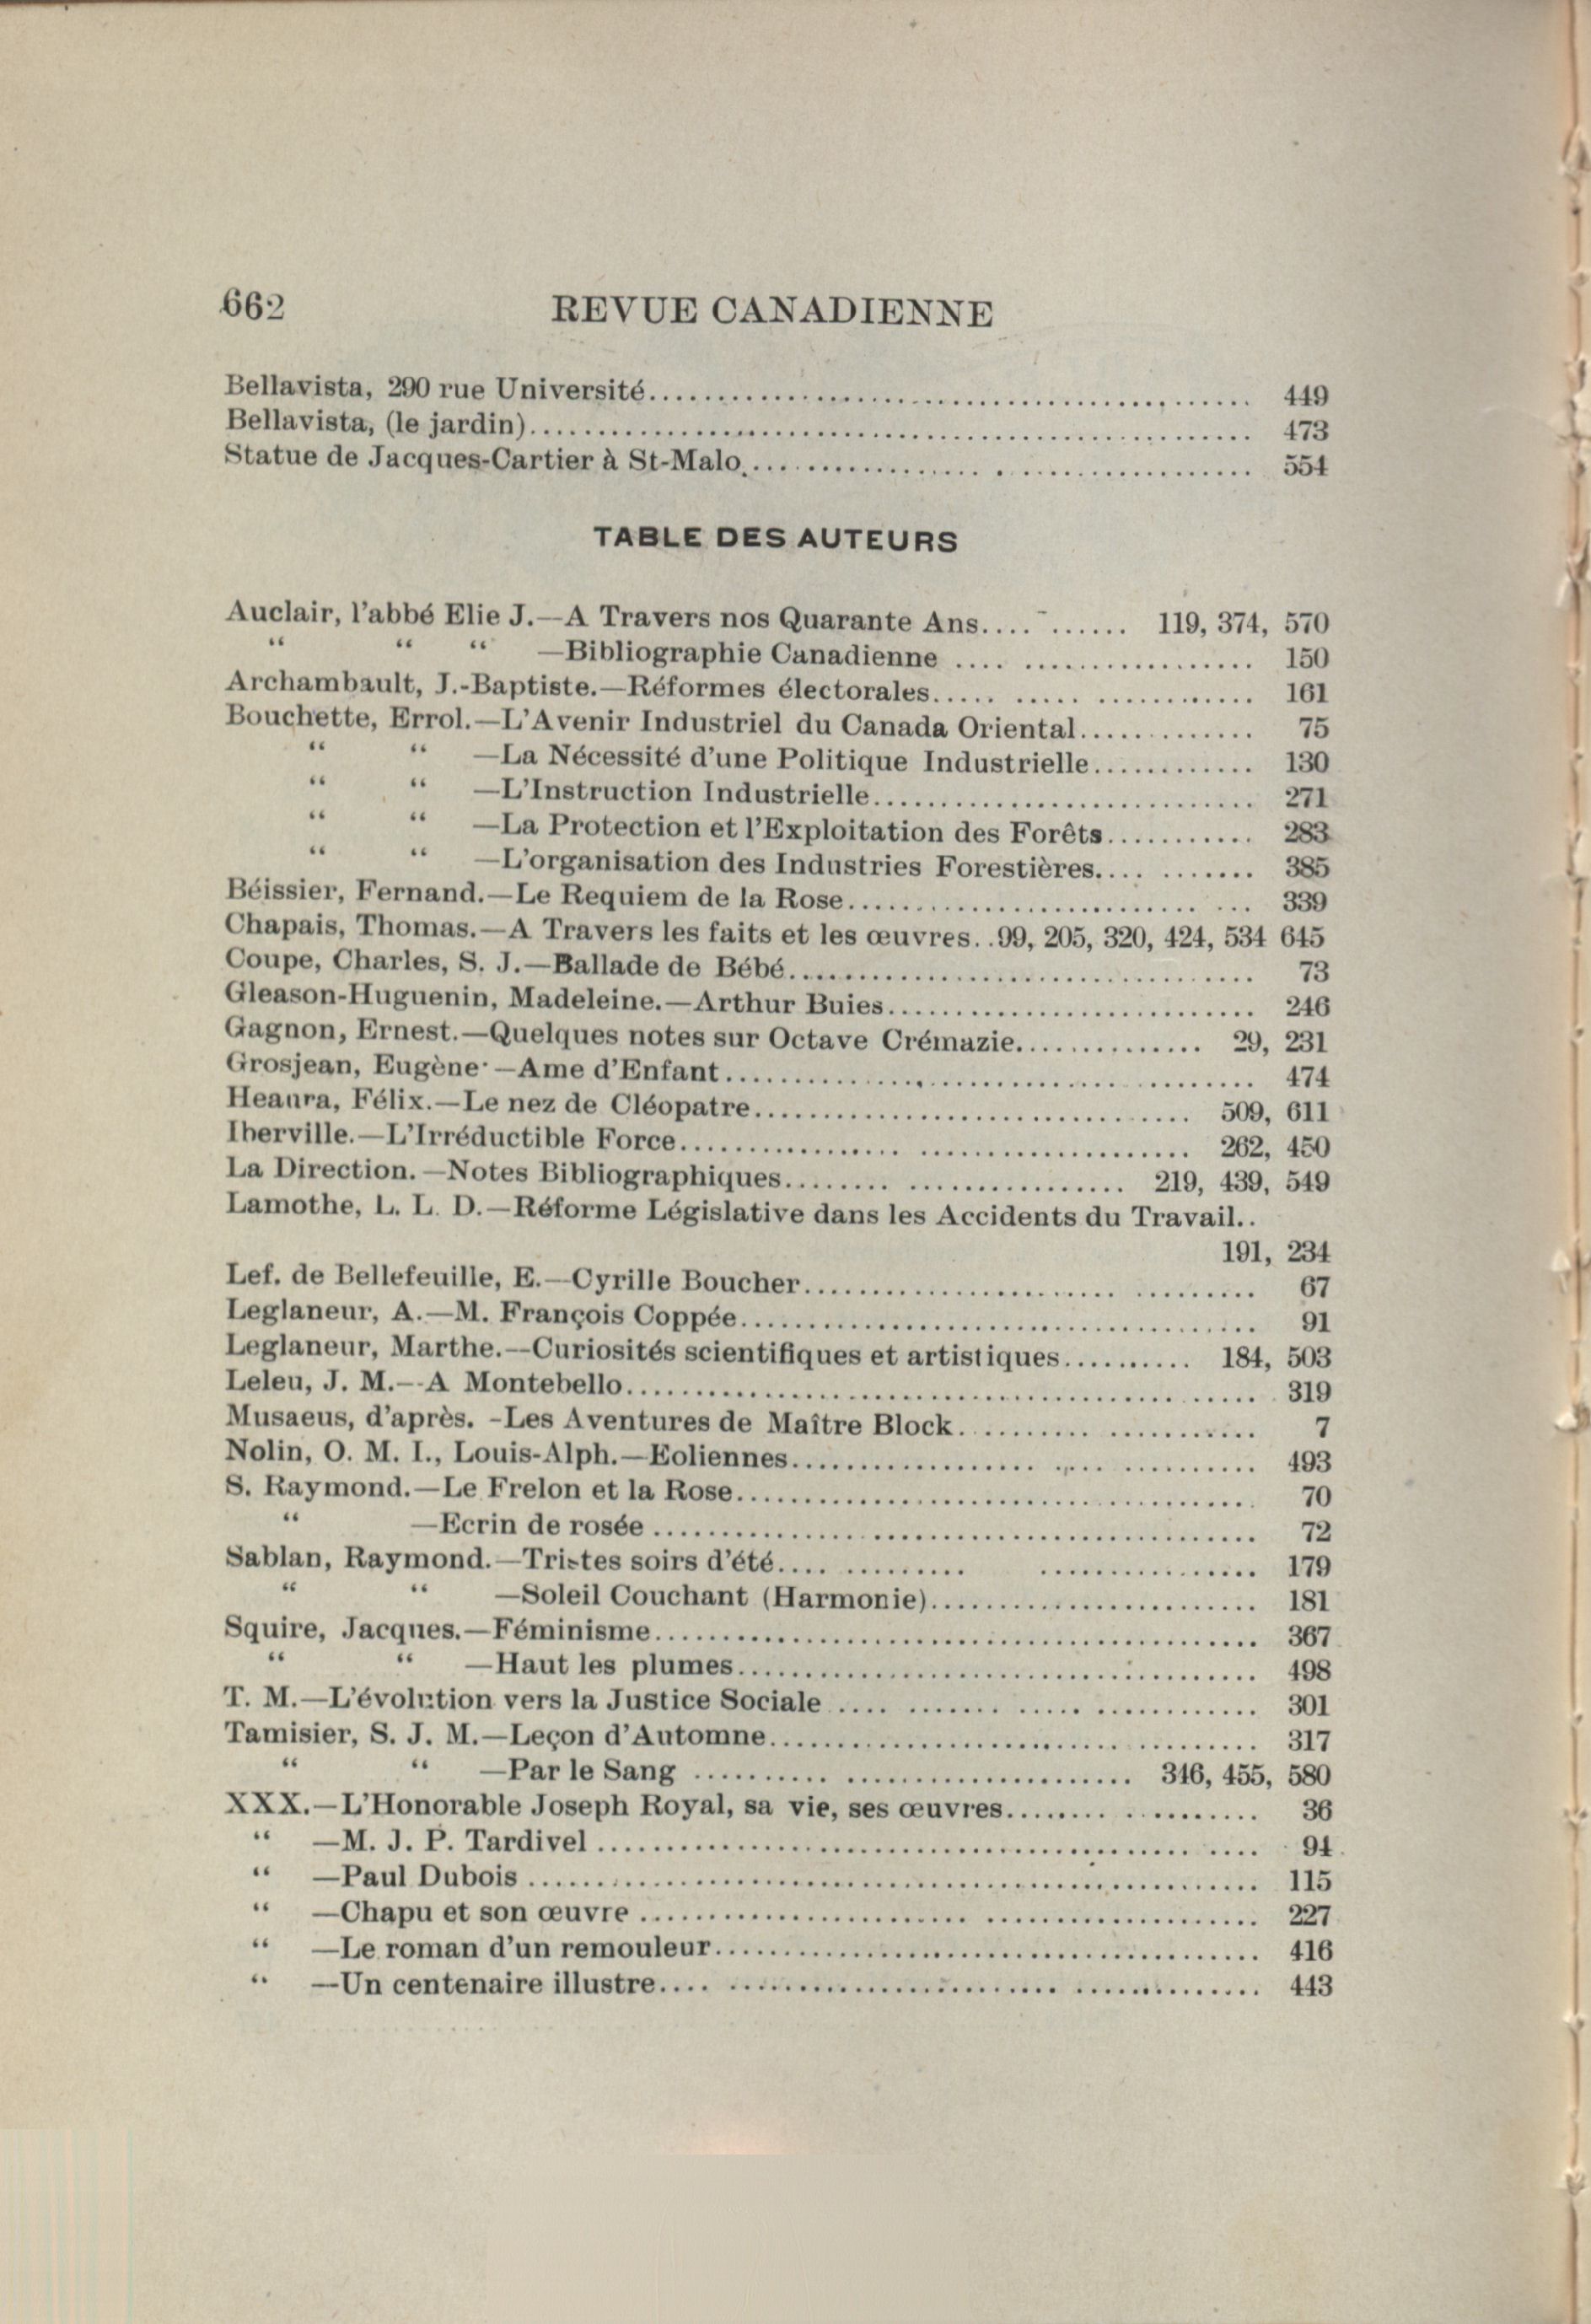 662 REVUE CANADIENNE
Bellavista, 290 rue Université.......... 449
Bellavista, (le jardin).......... 473
Statue de Jacques-Cartier à St-Malo.......... 554
TABLE DES AUTEURS
Auclair, l'abbé Elie J.—A Travers nos Quarante Ans.......... 119, 374, 570
“ “ “ —Bibliographie Canadienne .......... 150
Archambault, J.-Baptiste.—Réformes électorales.......... 161
Bouchette, Errol.—L'Avenir Industriel du Canada Oriental.......... 75
“ “ —La Nécessité d'une Politique Industrielle.......... 130
“ “ —L'Instruction Industrielle.......... 271
“ “ —La Protection et l'Exploitation des Forêts.......... 283
“ “ —L'organisation des Industries Forestières.......... 385
Béissier, Fernand.—Le Requiem de la Rose.......... 339
Chapais, Thomas.—A Travers les faits et les œuvres. .99, 205, 320, 424, 534 645
Coupe, Charles, S. J.—Ballade de Bébé.......... 73
Gleason-Huguenin, Madeleine.—Arthur Buies.......... 246
Gagnon, Ernest.—Quelques notes sur Octave Crémazie.......... 29, 231
Grosjean, Eugène·—Ame d'Enfant.......... 474
Heaura, Félix.—Le nez de Cléopatre.......... 509, 611
Iberville.—L'Irréductible Force.......... 262, 450
La Direction.—Notes Bibliographiques.......... 219, 439, 549
Lamothe, L. L. D.—Réforme Législative dans les Accidents du Travail..
191, 234
Lef. de Bellefeuille, E.—Cyrille Boucher.......... 67
Leglaneur, A.—M. François Coppée.......... 91
Leglaneur, Marthe.—Curiosités scientifiques et artistiques.......... 184, 503
Leleu, J. M.—A Montebello.......... 319
Musaeus, d'après. -Les Aventures de Maître Block.......... 7
Nolin, O. M. I., Louis-Alph.—Eoliennes.......... 493
S. Raymond.—Le Frelon et la Rose.......... 70
“ —Ecrin de rosée .......... 72
Sablan, Raymond.—Tristes soirs d'été.......... 179
“ “ —Soleil Couchant (Harmonie).......... 181
Squire, Jacques.—Féminisme.......... 367
“ “ —Haut les plumes.......... 498
T. M.—L'évolution vers la Justice Sociale .......... 301
Tamisier, S. J. M.—Leçon d'Automne.......... 317
“ “ —Par le Sang .......... 346, 455, 580
XXX.—L'Honorable Joseph Royal, sa vie, ses œuvres.......... 36
“ —M. J. P. Tardivel .......... 94
“ —Paul Dubois .......... 115
“ —Chapu et son œuvre .......... 227
“ —Le roman d'un remouleur.......... 416
“ —Un centenaire illustre.......... 443